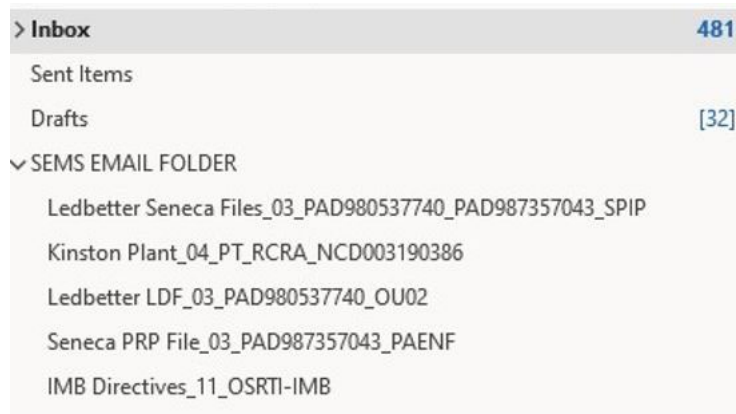 Inbox 481
Sent Items
Drafts [32]
SEMS EMAIL FOLDER
Ledbetter Seneca Files_03_PAD980537740_PAD987357043_SPIP
Kinston Plant_04_PT_RCRA_NCD003190386
Ledbetter LDF_03_PAD980537740_OU02
Seneca PRP File_03_PAD987357043_PAENF
IMB Directives_11_OSRTI-IMB